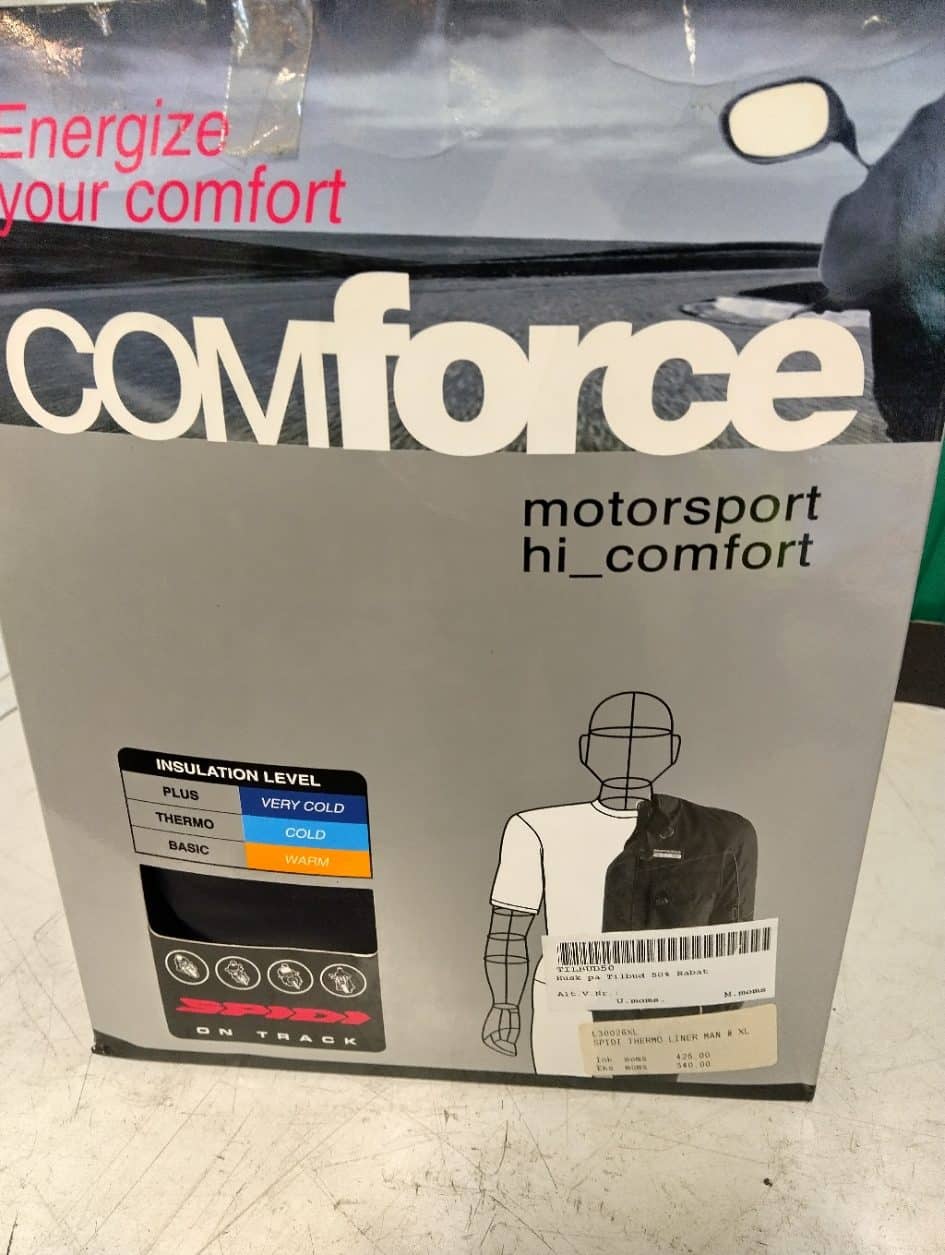 Energize
your comfort
COMforce
motorsport
hi_comfort
INSULATION LEVEL
PLUS VERY COLD
THERMO COLD
BASIC WARM
SPIDI
ON TRACK
TILBUD50
Husk på Tilbud 50% Rabat
Alt.V.Nr.:
U.moms. M.moms
L38026XL
SPIDI THERMO LINER MAN # XL
Ink moms 425.00
Eks moms 340.00